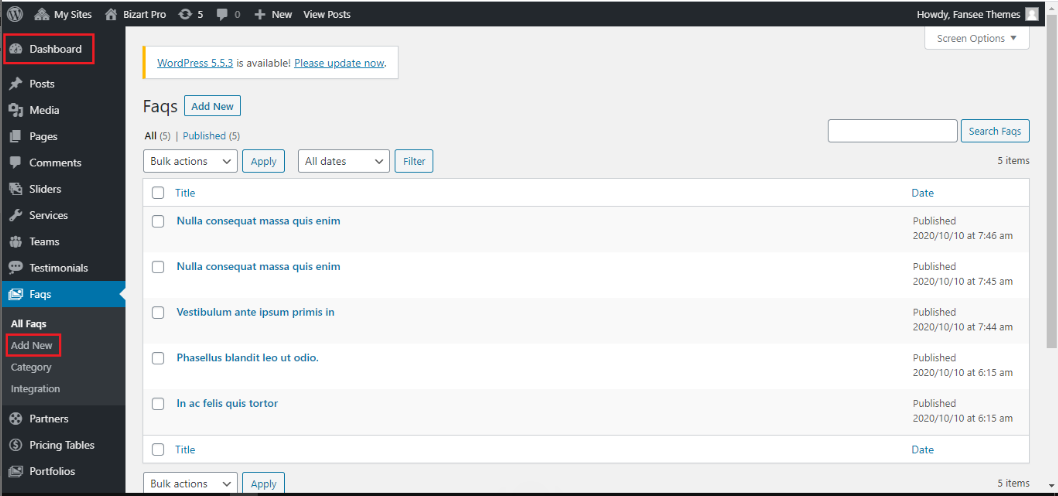 My Sites Bizart Pro 5 0 New View Posts Howdy, Fansee Themes
Screen Options
Dashboard
Posts
Media
Pages
Comments
Sliders
Services
Teams
Testimonials
Faqs
All Faqs
Add New
Category
Integration
Partners
Pricing Tables
Portfolios
WordPress 5.5.3 is available! Please update now.
Faqs Add New
All (5) | Published (5)
Search Faqs
Bulk actions Apply All dates Filter 5 items
Title Date
Nulla consequat massa quis enim Published
2020/10/10 at 7:46 am
Nulla consequat massa quis enim Published
2020/10/10 at 7:45 am
Vestibulum ante ipsum primis in Published
2020/10/10 at 7:44 am
Phasellus blandit leo ut odio. Published
2020/10/10 at 6:15 am
In ac felis quis tortor Published
2020/10/10 at 6:15 am
Title Date
Bulk actions Apply 5 items